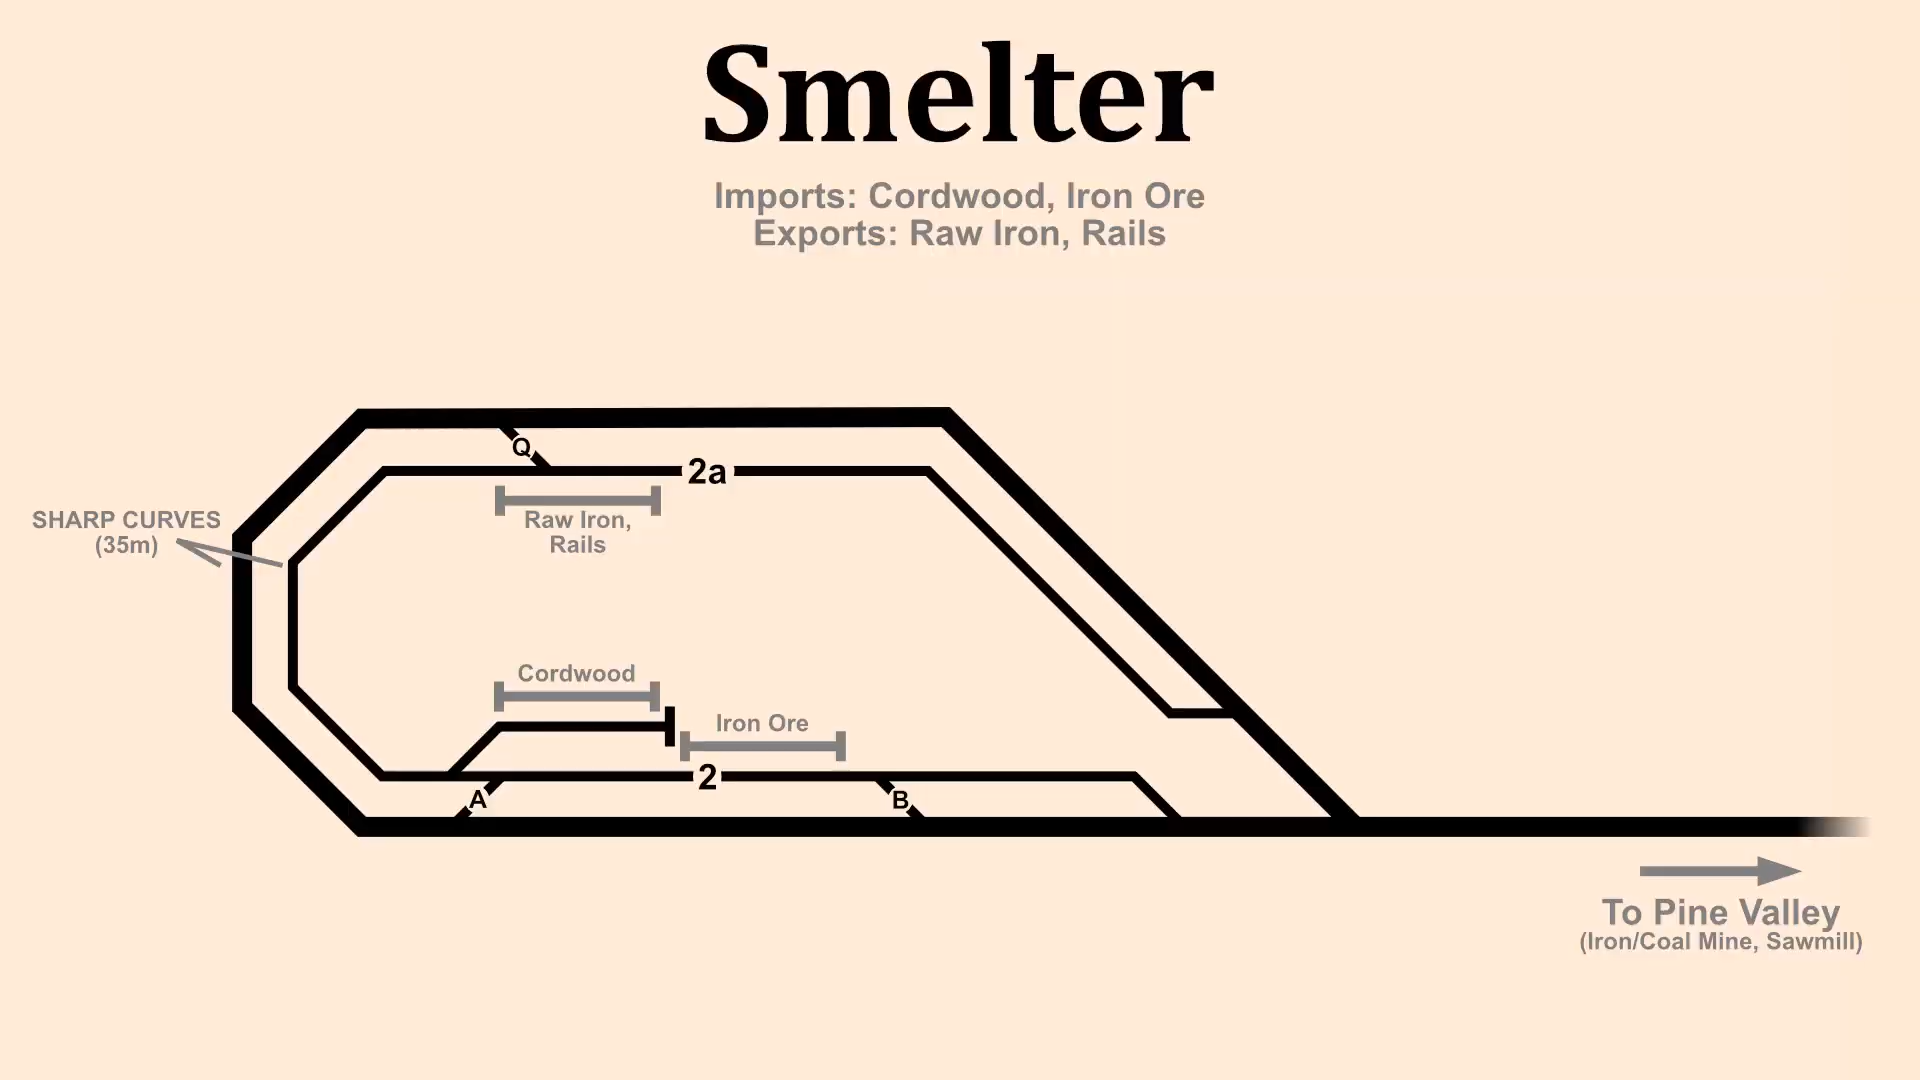 Smelter
Imports: Cordwood, Iron Ore
Exports: Raw Iron, Rails
Q
2a
SHARP CURVES
(35m)
Raw Iron,
Rails
Cordwood
Iron Ore
2
A
B
To Pine Valley
(Iron/Coal Mine, Sawmill)